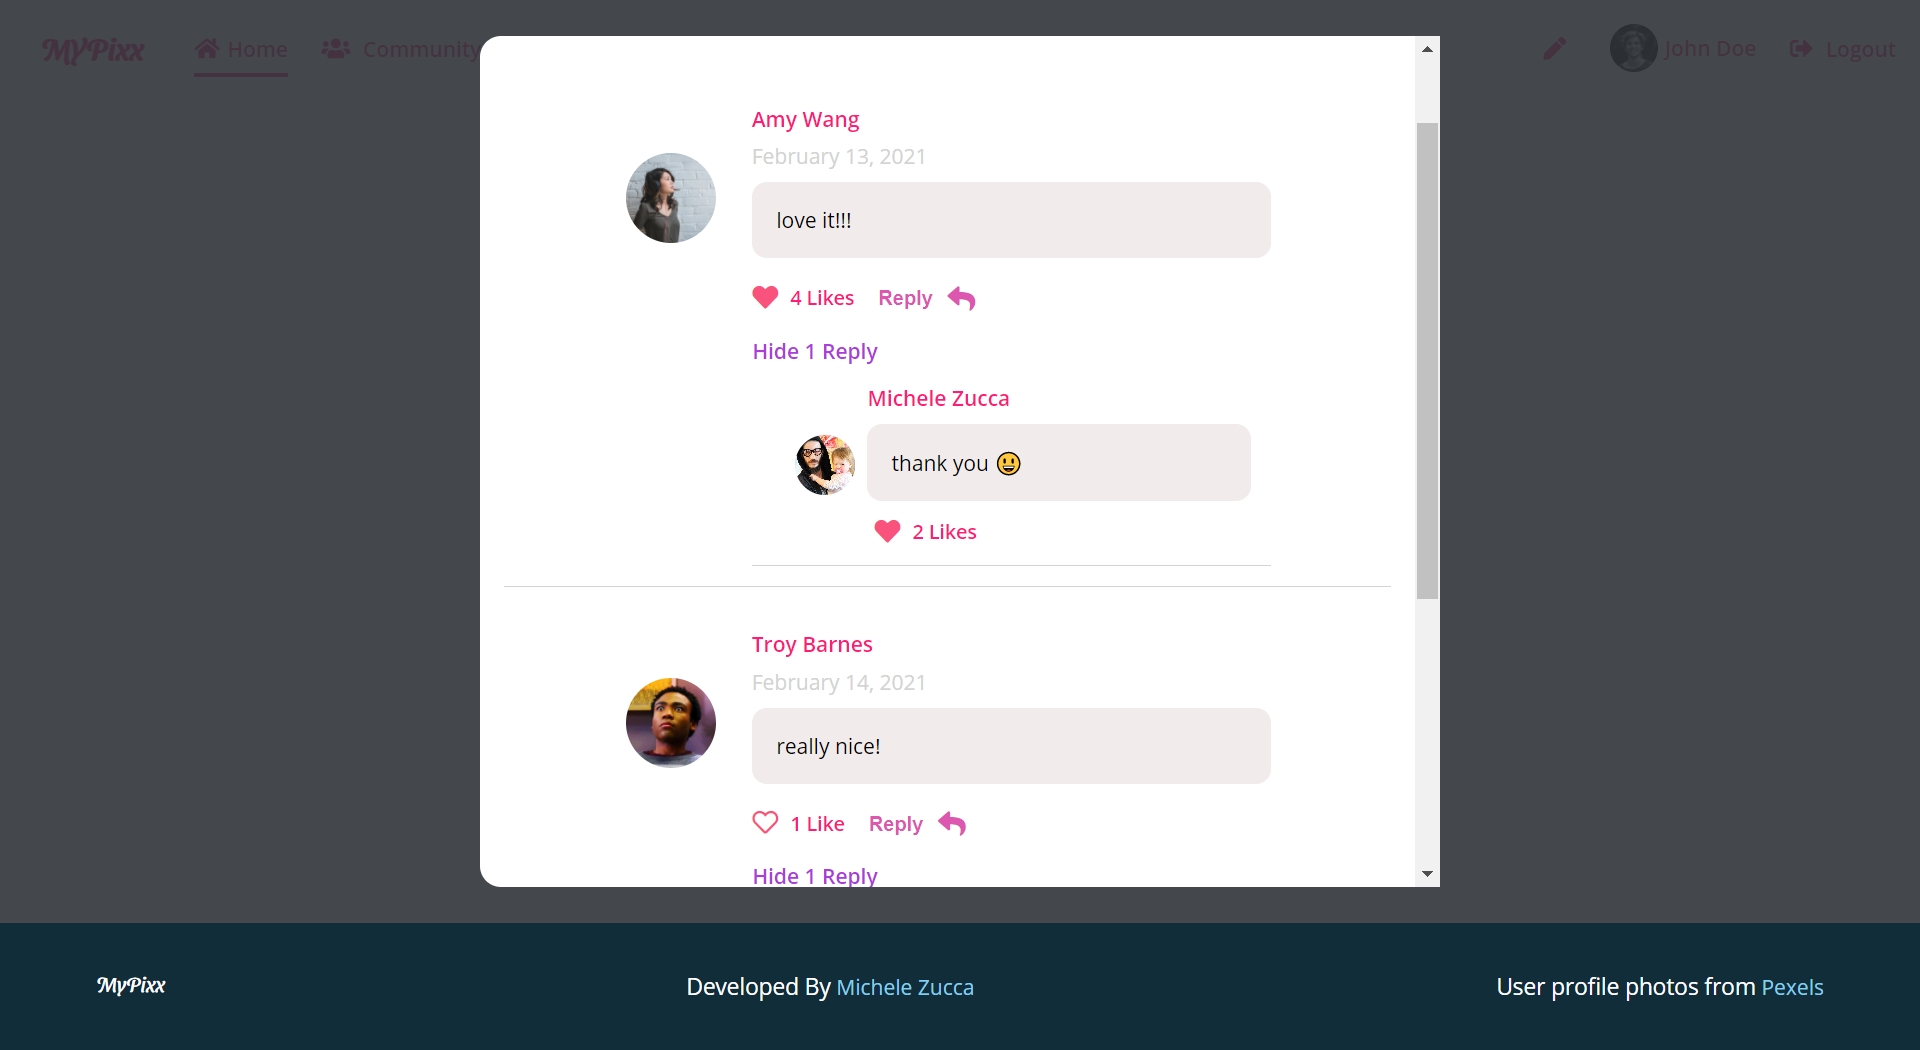 MyPixx Home Community John Doe Logout
Amy Wang
February 13, 2021
love it!!!
4 Likes Reply
Hide 1 Reply
Michele Zucca
thank you 😃
2 Likes
Troy Barnes
February 14, 2021
really nice!
1 Like Reply
Hide 1 Reply
MyPixx Developed By Michele Zucca User profile photos from Pexels